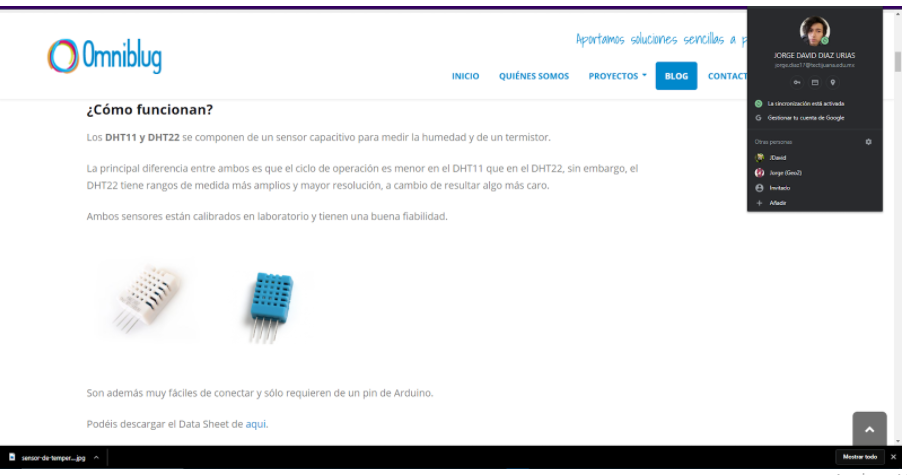 Omniblug
Aportamos soluciones sencillas a p
INICIO QUIÉNES SOMOS PROYECTOS BLOG CONTACT
JORGE DAVID DIAZ URIAS
La sincronización está activada
G Gestionar tu cuenta de Google
Otras personas
JDavid
Jorge (Geo2)
Invitado
+ Añadir
¿Cómo funcionan?
Los DHT11 y DHT22 se componen de un sensor capacitivo para medir la humedad y de un termistor.
La principal diferencia entre ambos es que el ciclo de operación es menor en el DHT11 que en el DHT22, sin embargo, el
DHT22 tiene rangos de medida más amplios y mayor resolución, a cambio de resultar algo más caro.
Ambos sensores están calibrados en laboratorio y tienen una buena fiabilidad.
Son además muy fáciles de conectar y sólo requieren de un pin de Arduino.
Podéis descargar el Data Sheet de aqui.
sensor-de-temper....jpg
Mostrar todo